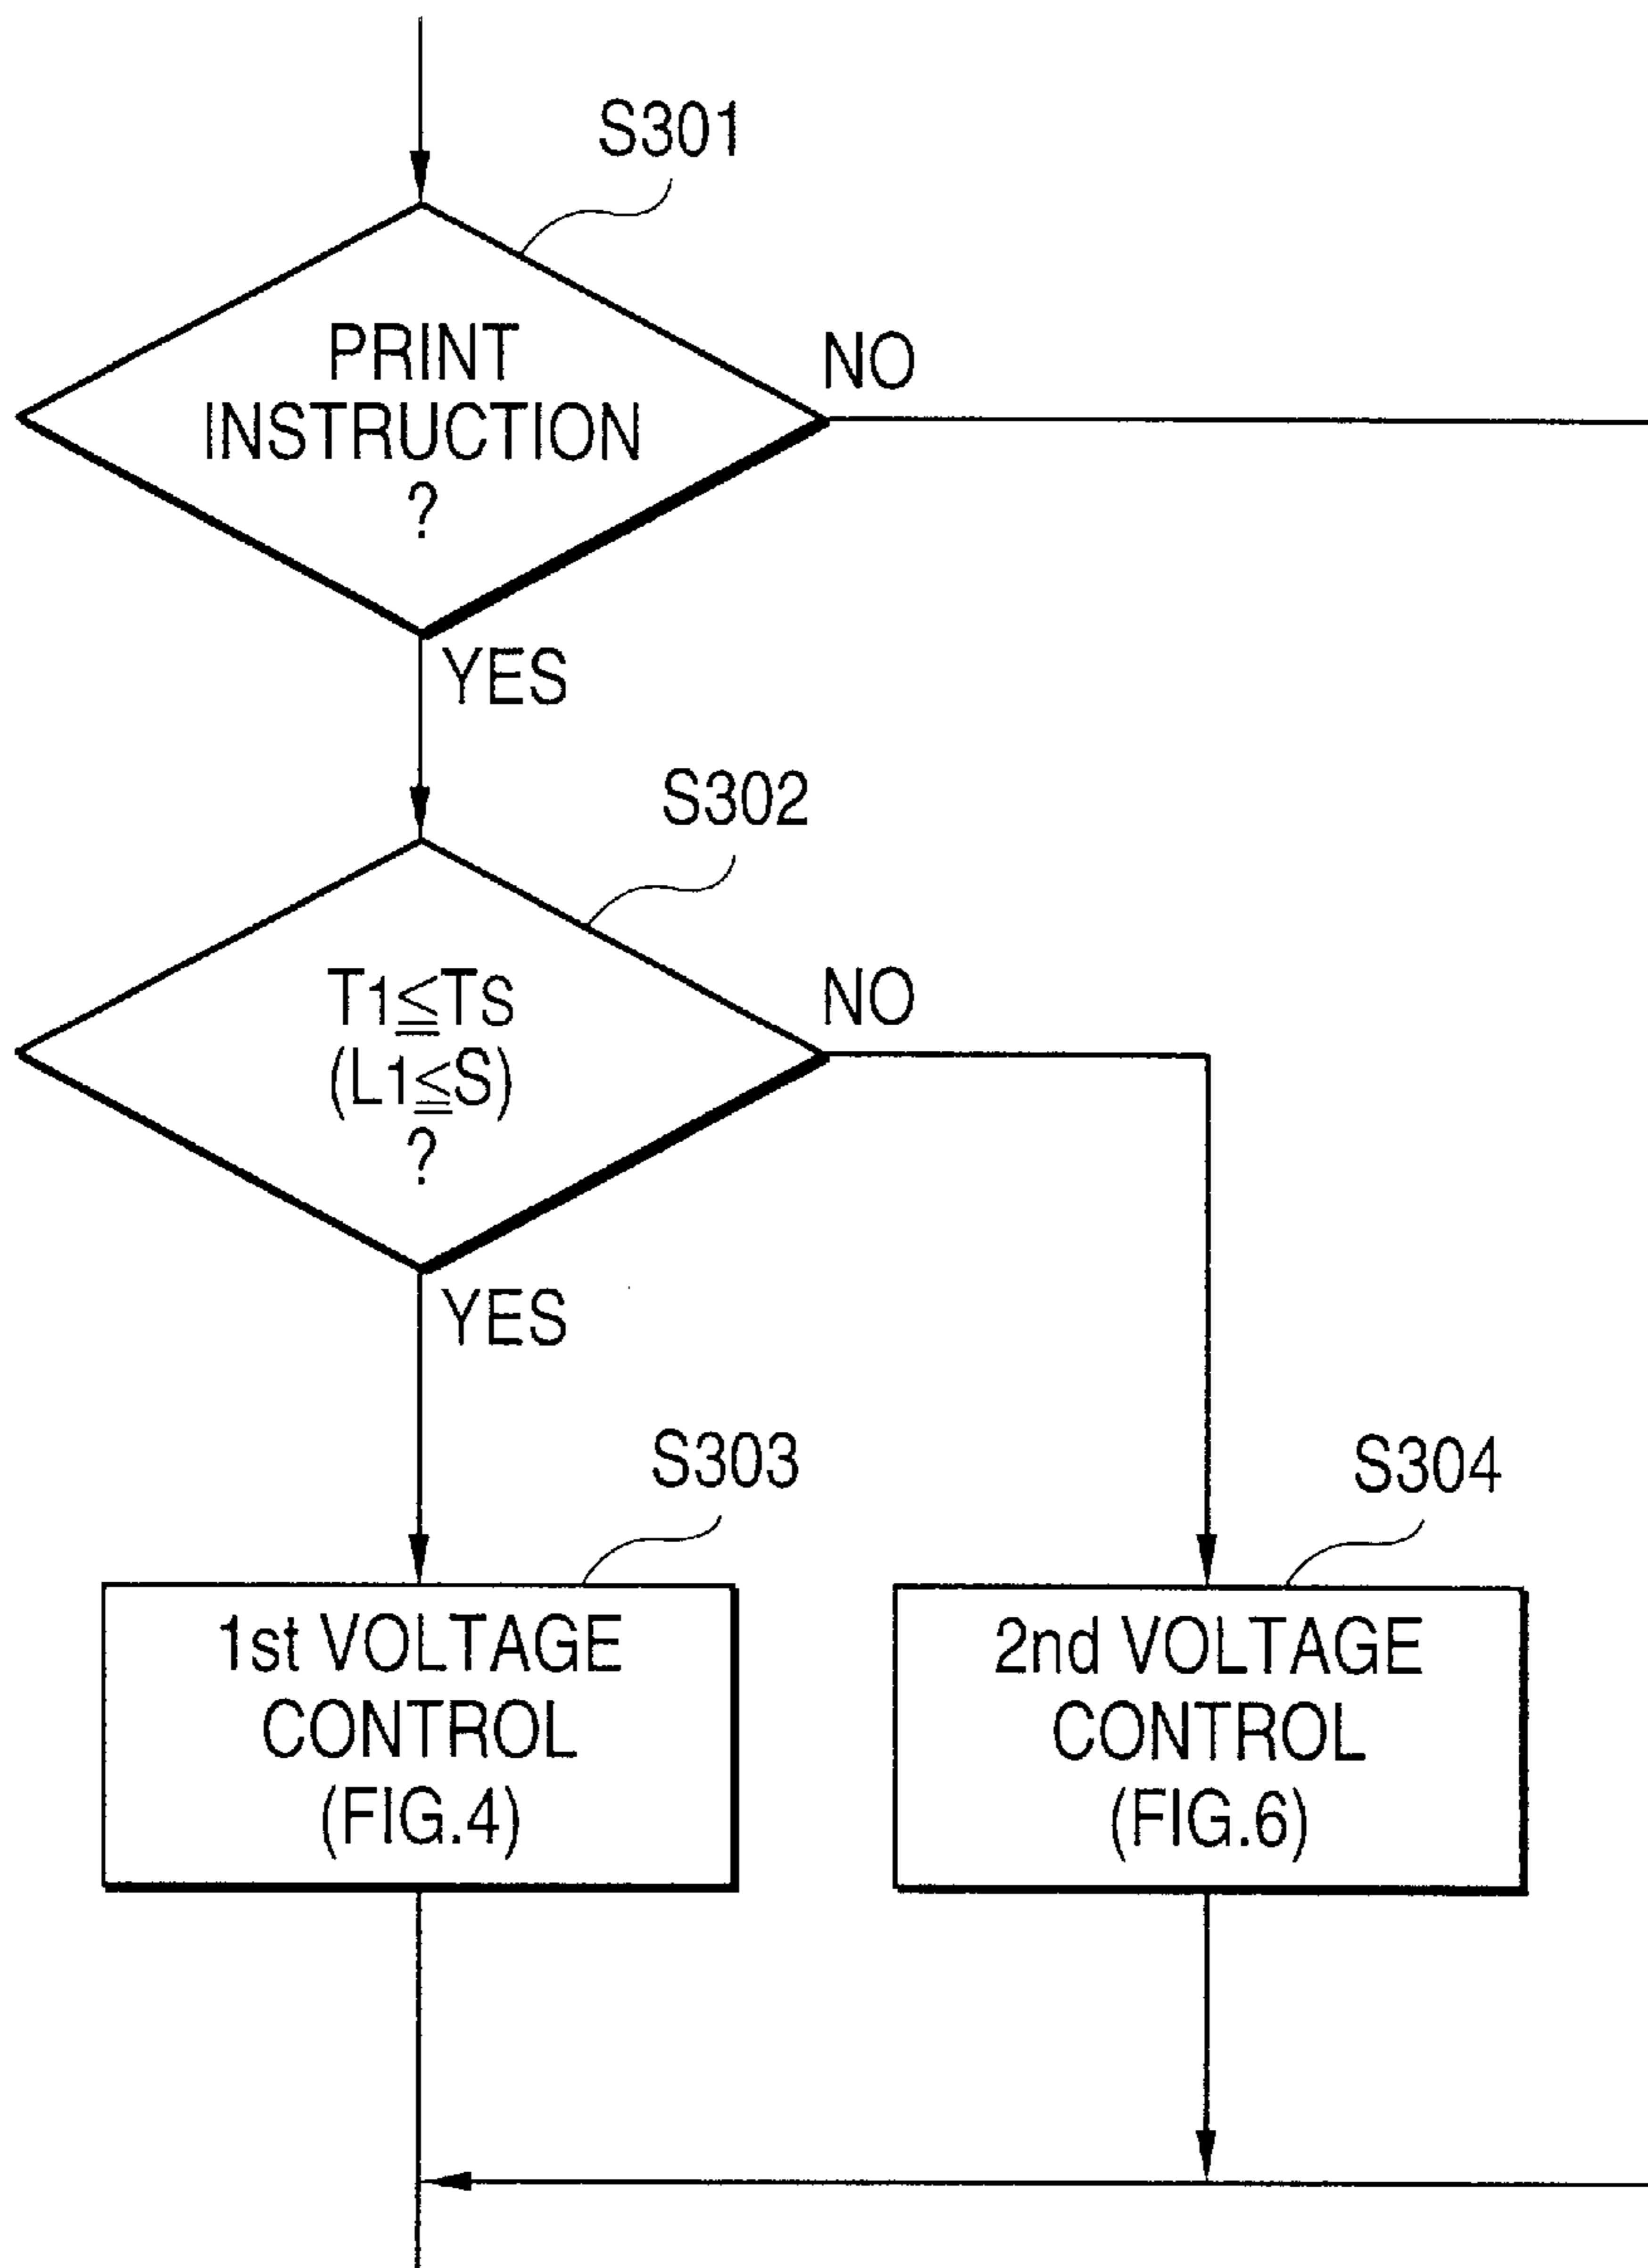 S301
PRINT
INSTRUCTION
?
NO
YES
S302
T1≦TS
(L1≦S)
?
NO
YES
S303
1st VOLTAGE
CONTROL
(FIG.4)
S304
2nd VOLTAGE
CONTROL
(FIG.6)